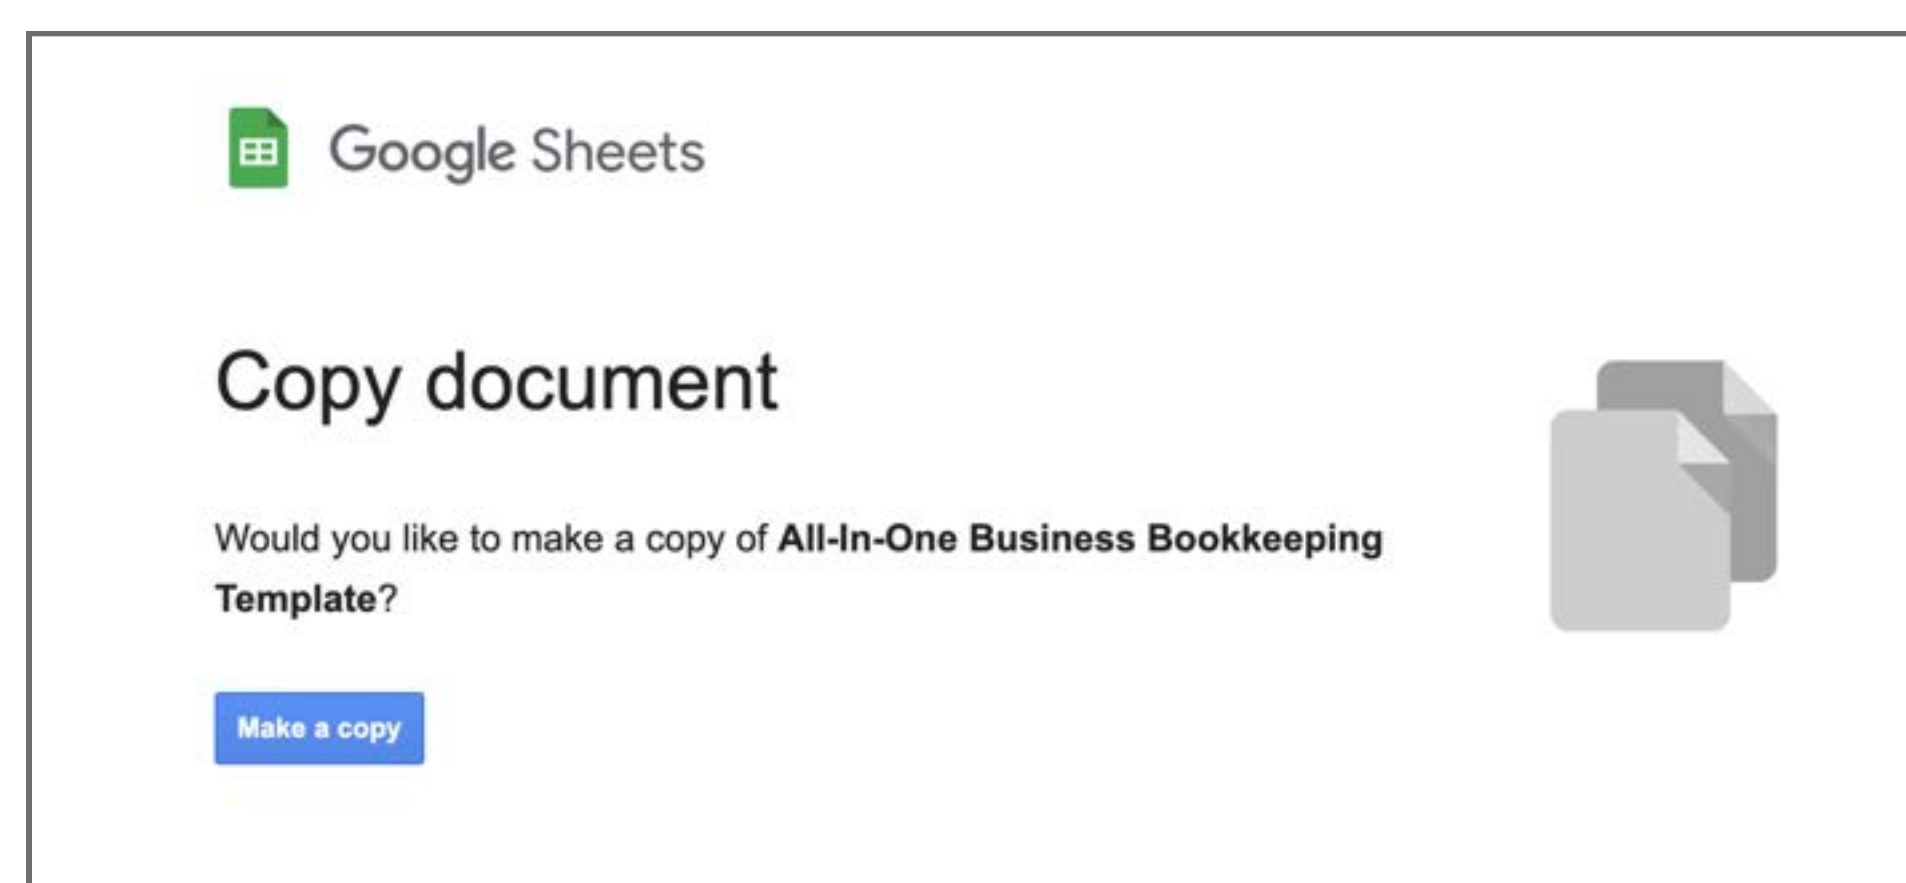 Google Sheets
Copy document
Would you like to make a copy of All-In-One Business Bookkeeping
Template?
Make a copy